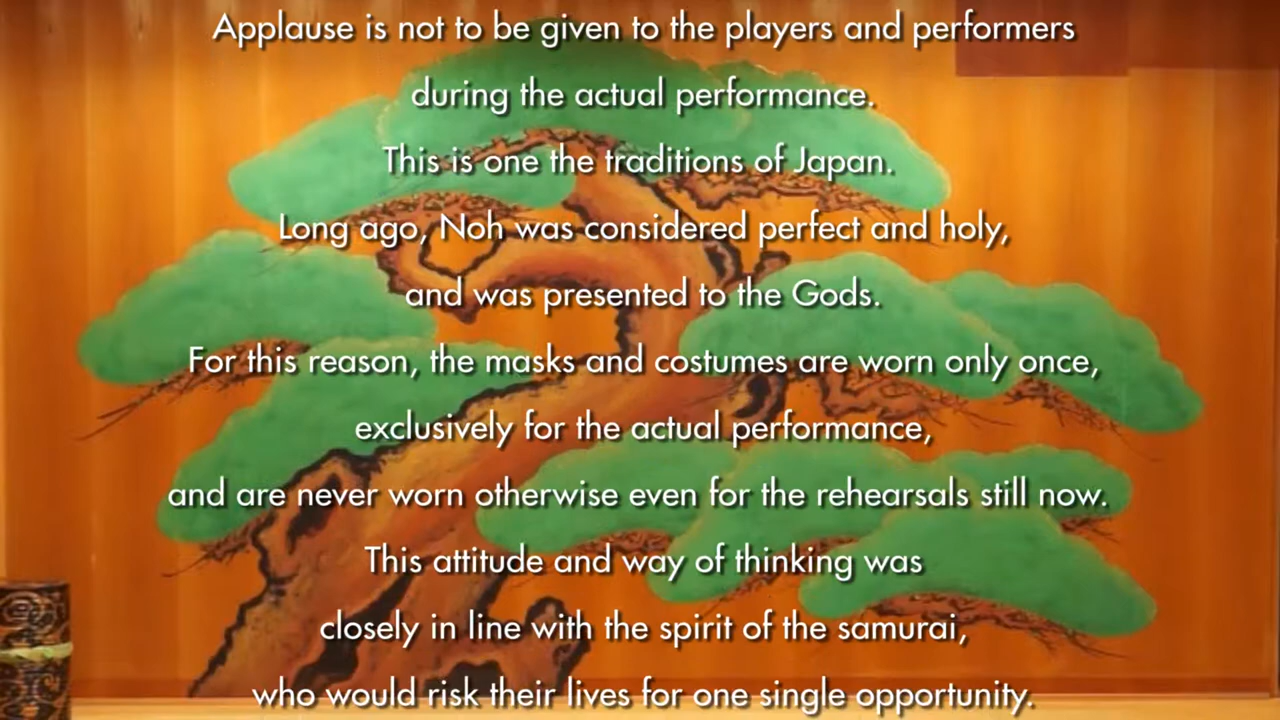 Applause is not to be given to the players and performers
during the actual performance.
This is one the traditions of Japan.
Long ago, Noh was considered perfect and holy,
and was presented to the Gods.
For this reason, the masks and costumes are worn only once,
exclusively for the actual performance,
and are never worn otherwise even for the rehearsals still now.
This attitude and way of thinking was
closely in line with the spirit of the samurai,
who would risk their lives for one single opportunity.